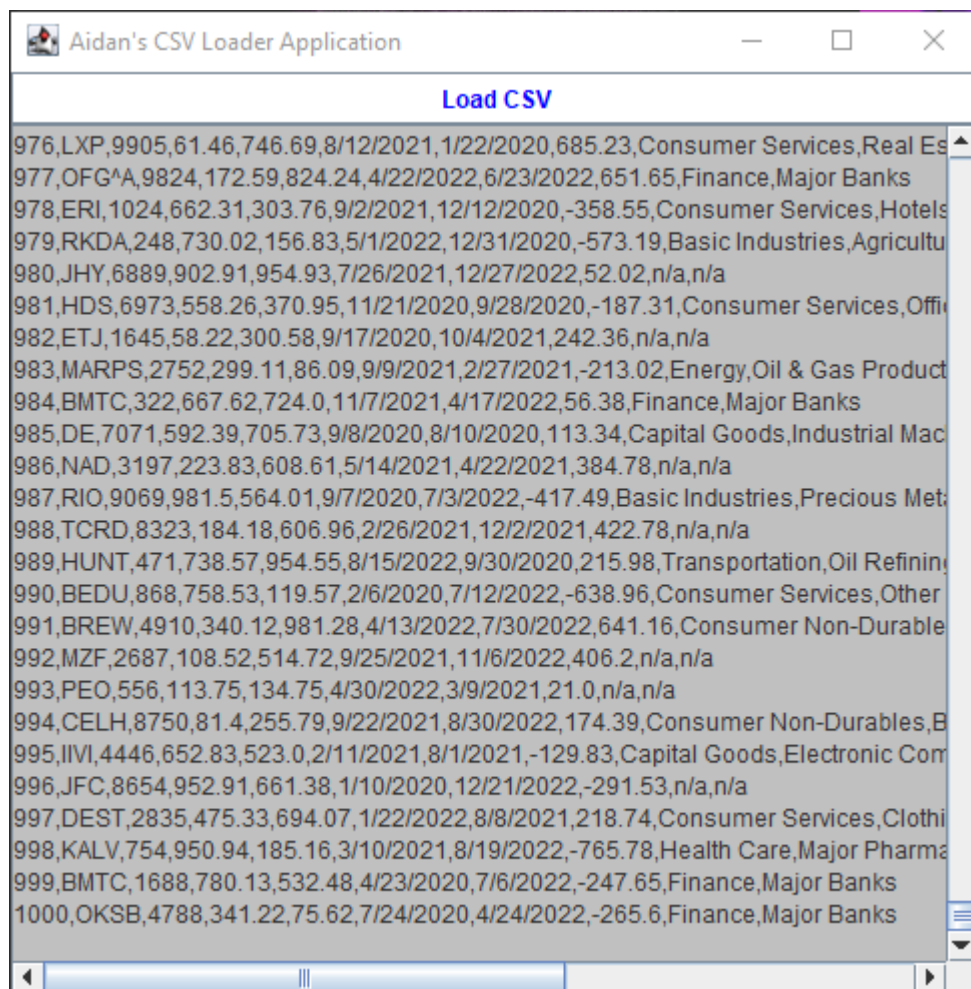 Aidan's CSV Loader Application
Load CSV
976,LXP,9905,61.46,746.69,8/12/2021,1/22/2020,685.23,Consumer Services,Real Es
977,OFG^A,9824,172.59,824.24,4/22/2022,6/23/2022,651.65,Finance,Major Banks
978,ERI,1024,662.31,303.76,9/2/2021,12/12/2020,-358.55,Consumer Services,Hotels
979,RKDA,248,730.02,156.83,5/1/2022,12/31/2020,-573.19,Basic Industries,Agricultu
980,JHY,6889,902.91,954.93,7/26/2021,12/27/2022,52.02,n/a,n/a
981,HDS,6973,558.26,370.95,11/21/2020,9/28/2020,-187.31,Consumer Services,Offi
982,ETJ,1645,58.22,300.58,9/17/2020,10/4/2021,242.36,n/a,n/a
983,MARPS,2752,299.11,86.09,9/9/2021,2/27/2021,-213.02,Energy,Oil & Gas Product
984,BMTC,322,667.62,724.0,11/7/2021,4/17/2022,56.38,Finance,Major Banks
985,DE,7071,592.39,705.73,9/8/2020,8/10/2020,113.34,Capital Goods,Industrial Mac
986,NAD,3197,223.83,608.61,5/14/2021,4/22/2021,384.78,n/a,n/a
987,RIO,9069,981.5,564.01,9/7/2020,7/3/2022,-417.49,Basic Industries,Precious Met
988,TCRD,8323,184.18,606.96,2/26/2021,12/2/2021,422.78,n/a,n/a
989,HUNT,471,738.57,954.55,8/15/2022,9/30/2020,215.98,Transportation,Oil Refining
990,BEDU,868,758.53,119.57,2/6/2020,7/12/2022,-638.96,Consumer Services,Other
991,BREW,4910,340.12,981.28,4/13/2022,7/30/2022,641.16,Consumer Non-Durable
992,MZF,2687,108.52,514.72,9/25/2021,11/6/2022,406.2,n/a,n/a
993,PEO,556,113.75,134.75,4/30/2022,3/9/2021,21.0,n/a,n/a
994,CELH,8750,81.4,255.79,9/22/2021,8/30/2022,174.39,Consumer Non-Durables,B
995,IIVI,4446,652.83,523.0,2/11/2021,8/1/2021,-129.83,Capital Goods,Electronic Com
996,JFC,8654,952.91,661.38,1/10/2020,12/21/2022,-291.53,n/a,n/a
997,DEST,2835,475.33,694.07,1/22/2022,8/8/2021,218.74,Consumer Services,Clothi
998,KALV,754,950.94,185.16,3/10/2021,8/19/2022,-765.78,Health Care,Major Pharma
999,BMTC,1688,780.13,532.48,4/23/2020,7/6/2022,-247.65,Finance,Major Banks
1000,OKSB,4788,341.22,75.62,7/24/2020,4/24/2022,-265.6,Finance,Major Banks